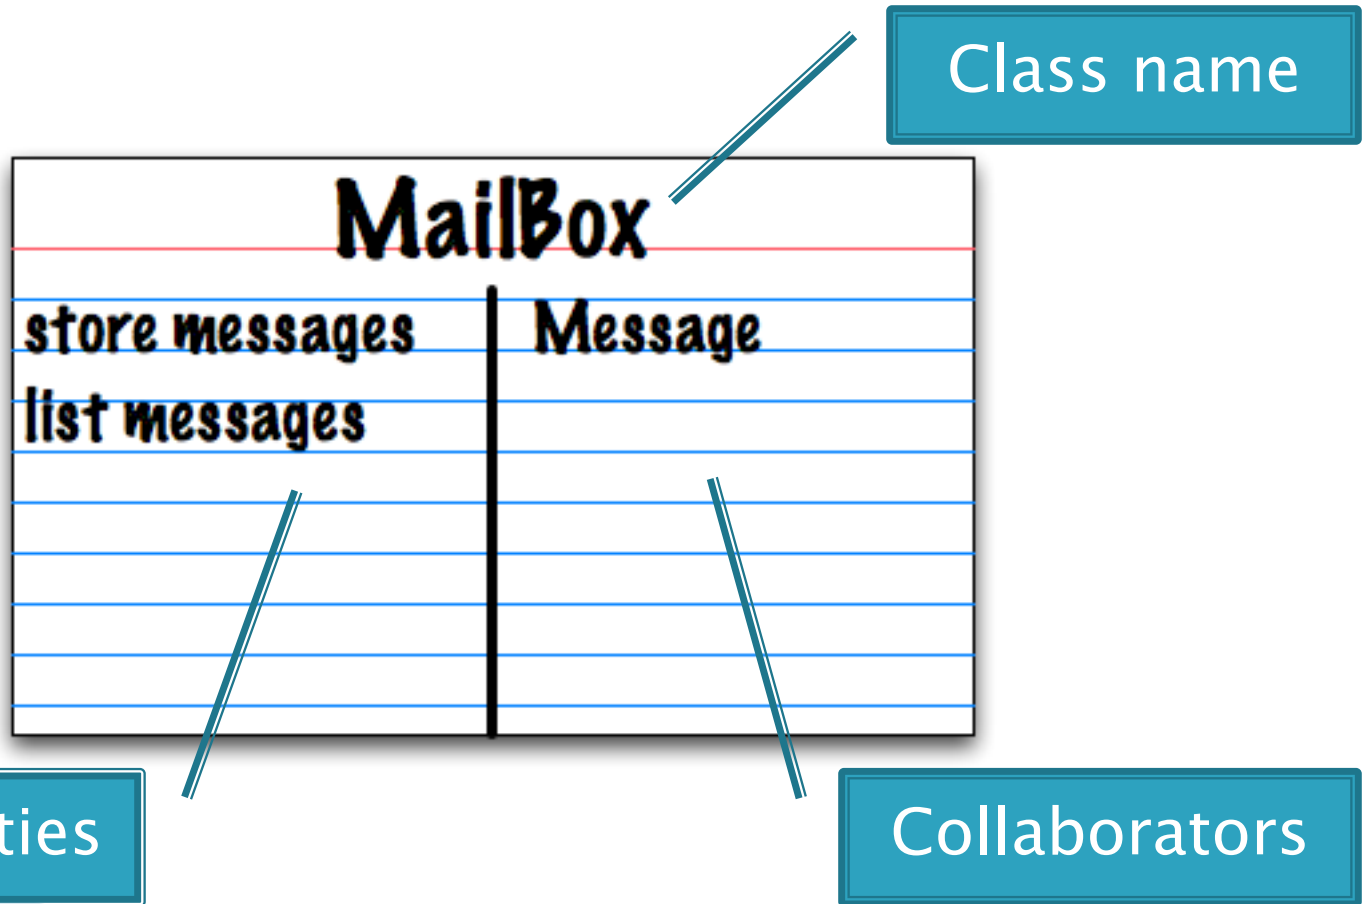 Class name
MailBox
store messages
Message
list messages
ties
Collaborators